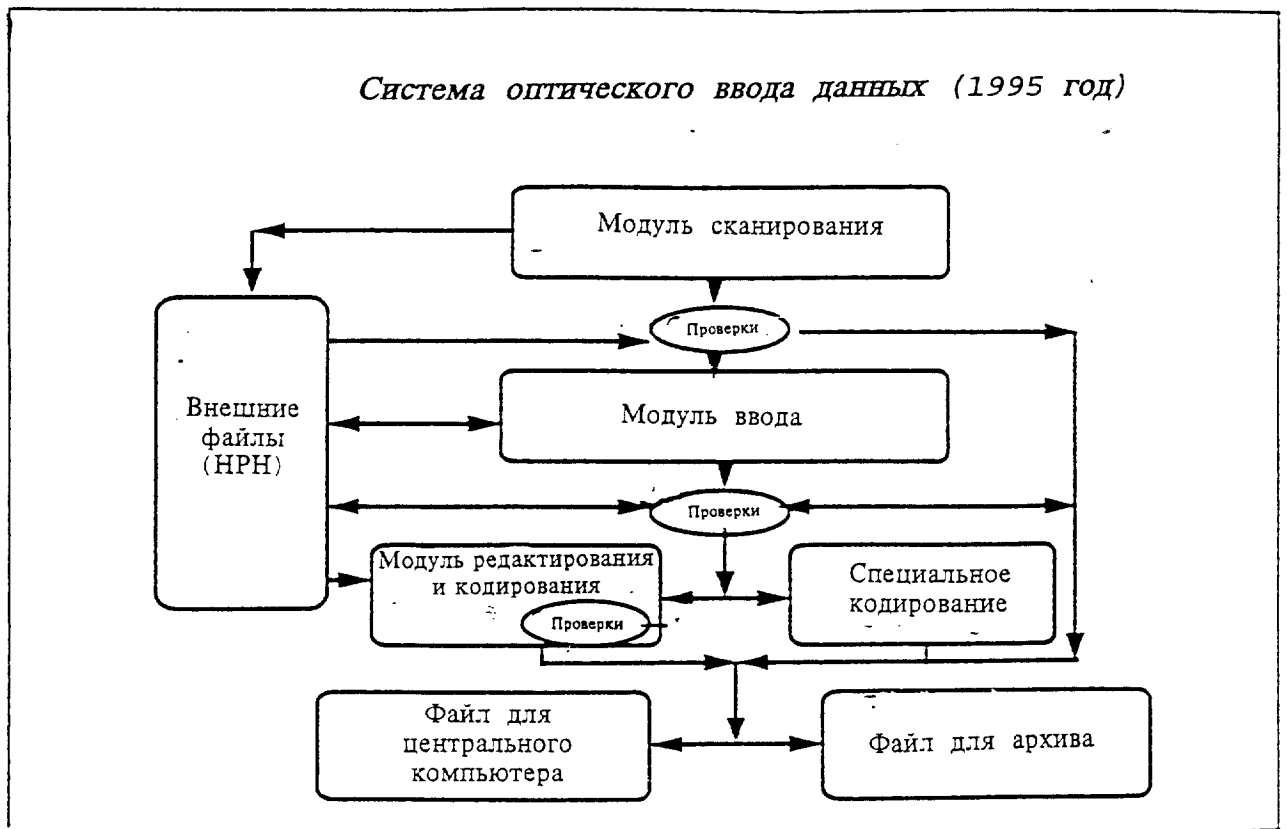 Система оптического ввода данных (1995 год)
Модуль сканирования
Проверки
Внешние
файлы
(НРН)
Модуль ввода
Проверки
Модуль редактирования
и кодирования
Проверки
Специальное
кодирование
Файл для
центрального
компьютера
Файл для архива